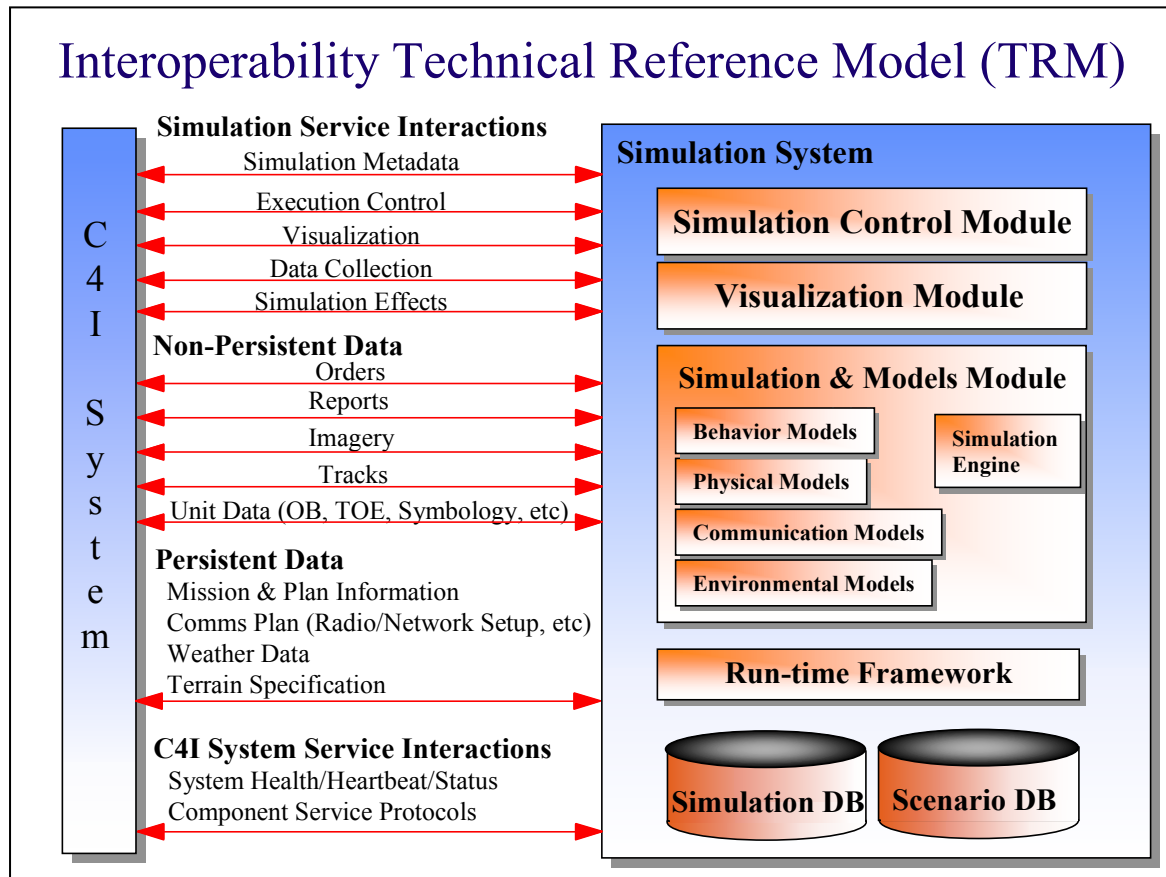 Interoperability Technical Reference Model (TRM)
C4I System
Simulation Service Interactions
Simulation Metadata
Execution Control
Visualization
Data Collection
Simulation Effects
Non-Persistent Data
Orders
Reports
Imagery
Tracks
Unit Data (OB, TOE, Symbology, etc)
Persistent Data
Mission & Plan Information
Comms Plan (Radio/Network Setup, etc)
Weather Data
Terrain Specification
C4I System Service Interactions
System Health/Heartbeat/Status
Component Service Protocols
Simulation System
Simulation Control Module
Visualization Module
Simulation & Models Module
Behavior Models
Physical Models
Communication Models
Environmental Models
Simulation
Engine
Run-time Framework
Simulation DB
Scenario DB